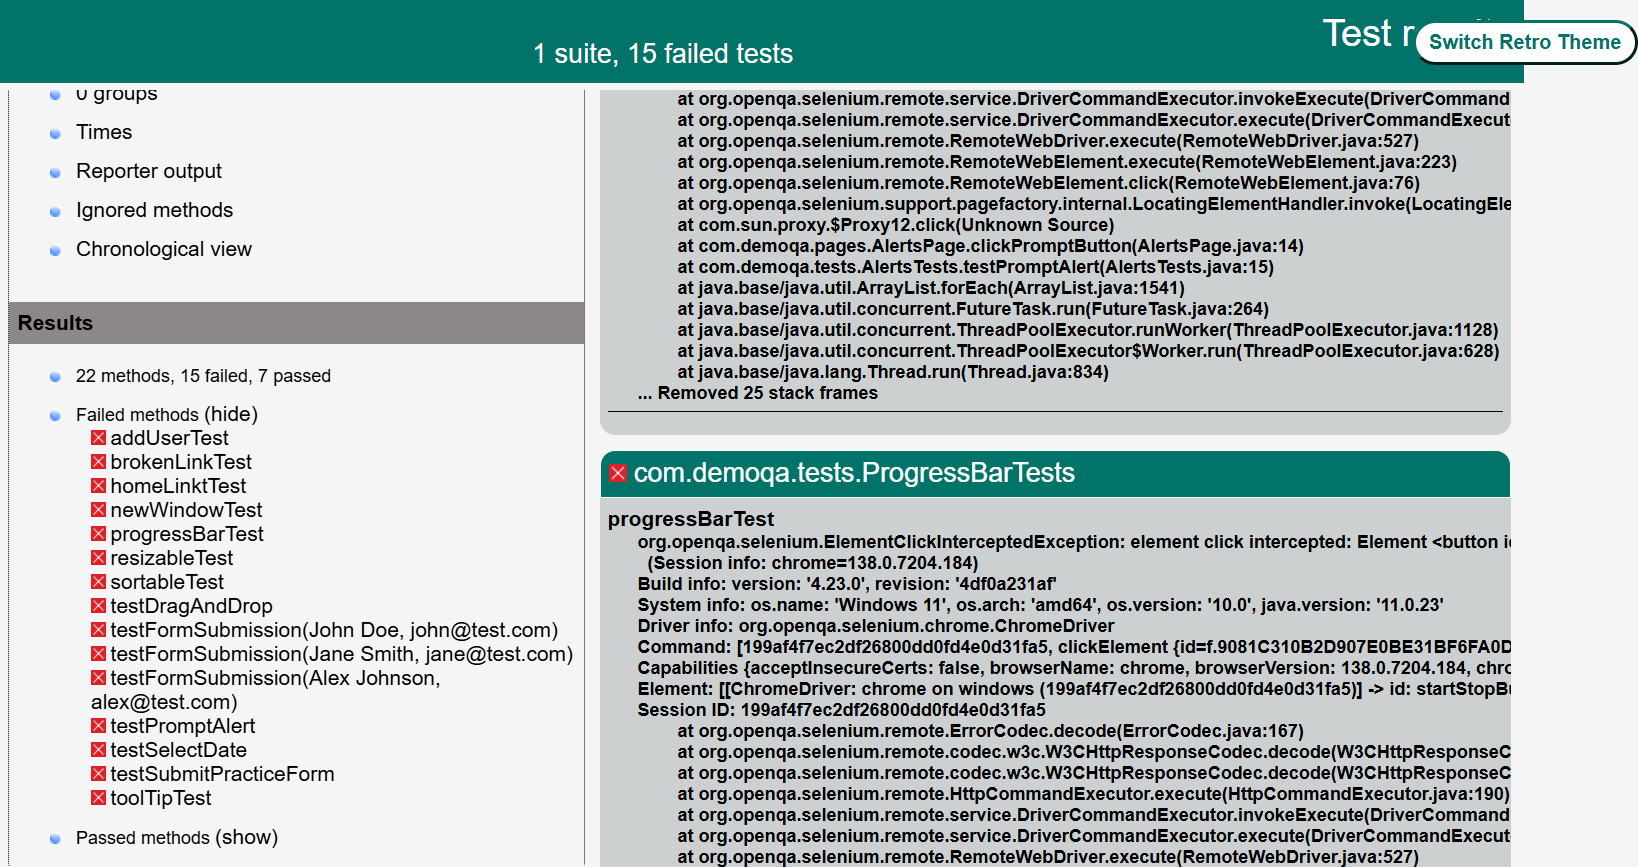 Test r
Switch Retro Theme
1 suite, 15 failed tests
0 groups
Times
Reporter output
Ignored methods
Chronological view
Results
22 methods, 15 failed, 7 passed
Failed methods (hide)
addUserTest
brokenLinkTest
homeLinktTest
newWindowTest
progressBarTest
resizableTest
sortableTest
testDragAndDrop
testFormSubmission(John Doe, john@test.com)
testFormSubmission(Jane Smith, jane@test.com)
testFormSubmission(Alex Johnson,
alex@test.com)
testPromptAlert
testSelectDate
testSubmitPracticeForm
toolTipTest
Passed methods (show)
at org.openqa.selenium.remote.service.DriverCommandExecutor.invokeExecute(DriverCommand
at org.openqa.selenium.remote.service.DriverCommandExecutor.execute(DriverCommandExecut
at org.openqa.selenium.remote.RemoteWebDriver.execute(RemoteWebDriver.java:527)
at org.openqa.selenium.remote.RemoteWebElement.execute(RemoteWebElement.java:223)
at org.openqa.selenium.remote.RemoteWebElement.click(RemoteWebElement.java:76)
at org.openqa.selenium.support.pagefactory.internal.LocatingElementHandler.invoke(LocatingEle
at com.sun.proxy.$Proxy12.click(Unknown Source)
at com.demoqa.pages.AlertsPage.clickPromptButton(AlertsPage.java:14)
at com.demoqa.tests.AlertsTests.testPromptAlert(AlertsTests.java:15)
at java.base/java.util.ArrayList.forEach(ArrayList.java:1541)
at java.base/java.util.concurrent.FutureTask.run(FutureTask.java:264)
at java.base/java.util.concurrent.ThreadPoolExecutor.runWorker(ThreadPoolExecutor.java:1128)
at java.base/java.util.concurrent.ThreadPoolExecutor$Worker.run(ThreadPoolExecutor.java:628)
at java.base/java.lang.Thread.run(Thread.java:834)
... Removed 25 stack frames
com.demoqa.tests.ProgressBarTests
progressBarTest
org.openqa.selenium.ElementClickInterceptedException: element click intercepted: Element <button i
(Session info: chrome=138.0.7204.184)
Build info: version: '4.23.0', revision: '4df0a231af'
System info: os.name: 'Windows 11', os.arch: 'amd64', os.version: '10.0', java.version: '11.0.23'
Driver info: org.openqa.selenium.chrome.ChromeDriver
Command: [199af4f7ec2df26800dd0fd4e0d31fa5, clickElement {id=f.9081C310B2D907E0BE31BF6FA0D
Capabilities {acceptInsecureCerts: false, browserName: chrome, browserVersion: 138.0.7204.184, chro
Element: [[ChromeDriver: chrome on windows (199af4f7ec2df26800dd0fd4e0d31fa5)] -> id: startStopBu
Session ID: 199af4f7ec2df26800dd0fd4e0d31fa5
at org.openqa.selenium.remote.ErrorCodec.decode(ErrorCodec.java:167)
at org.openqa.selenium.remote.codec.w3c.W3CHttpResponseCodec.decode(W3CHttpResponseC
at org.openqa.selenium.remote.codec.w3c.W3CHttpResponseCodec.decode(W3CHttpResponseC
at org.openqa.selenium.remote.HttpCommandExecutor.execute(HttpCommandExecutor.java:190)
at org.openqa.selenium.remote.service.DriverCommandExecutor.invokeExecute(DriverCommand
at org.openqa.selenium.remote.service.DriverCommandExecutor.execute(DriverCommandExecut
at org.openqa.selenium.remote.RemoteWebDriver.execute(RemoteWebDriver.java:527)